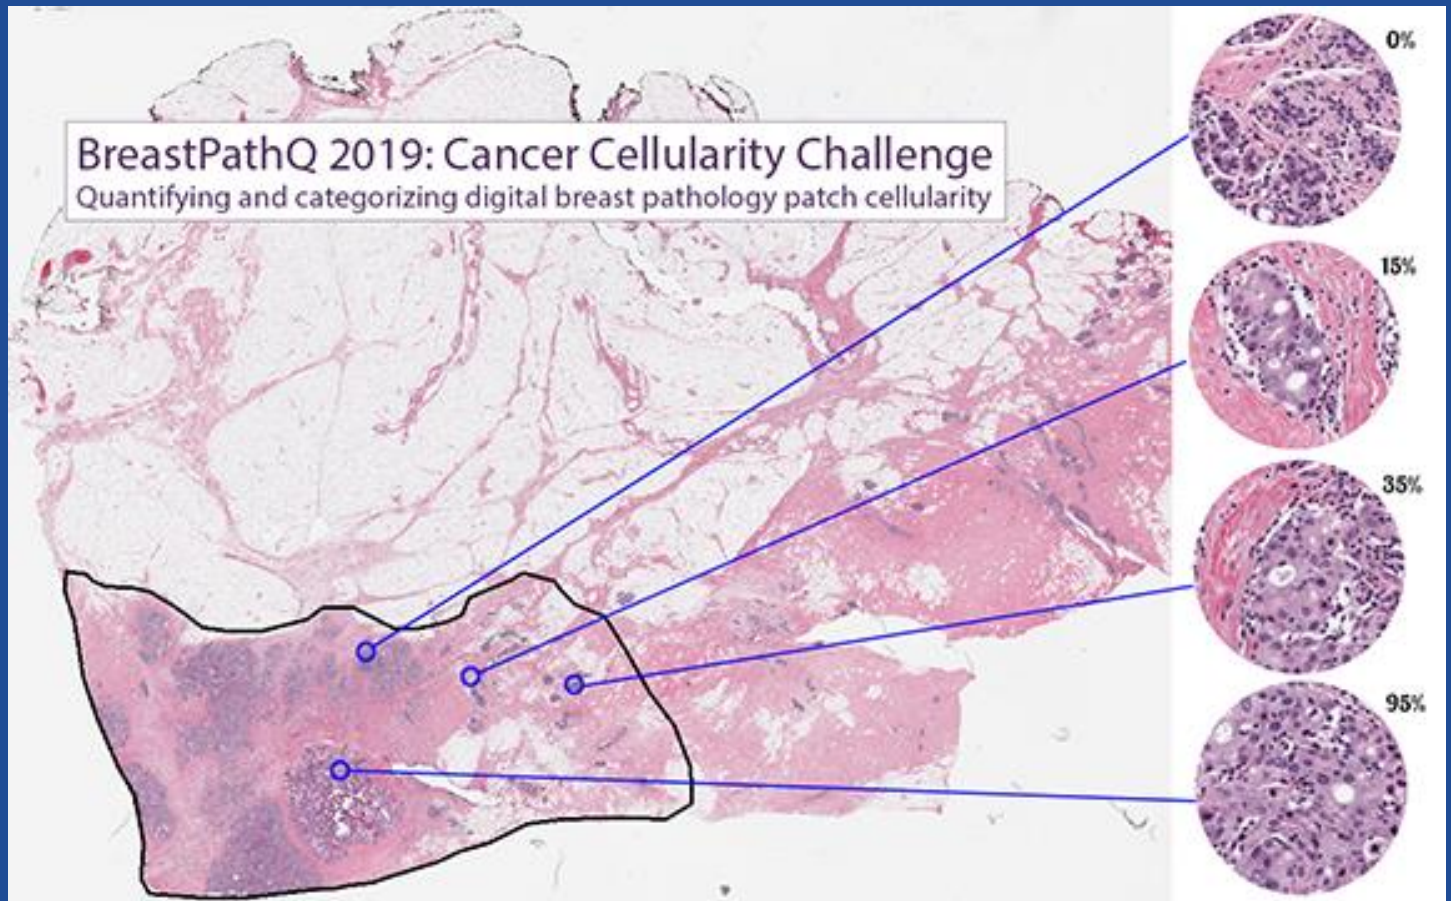 BreastPathQ 2019: Cancer Cellularity Challenge
Quantifying and categorizing digital breast pathology patch cellularity
0%
15%
35%
95%